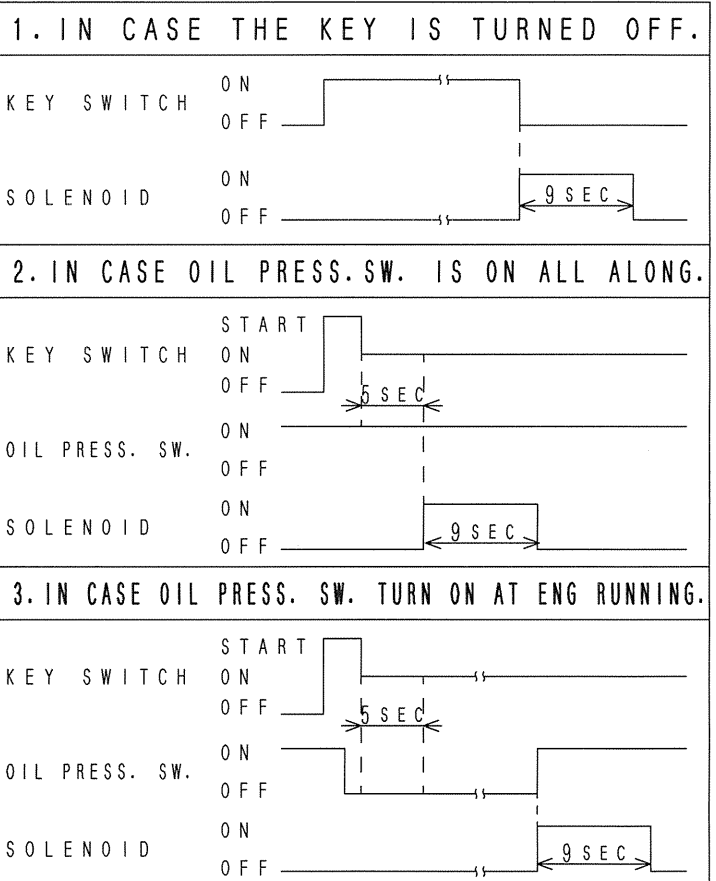 1. IN CASE THE KEY IS TURNED OFF.
ON
KEY SWITCH
OFF
ON
SOLENOID
9 SEC
OFF
2. IN CASE OIL PRESS. SW. IS ON ALL ALONG.
START
KEY SWITCH ON
OFF
5 SEC
ON
OIL PRESS. SW.
OFF
ON
SOLENOID
9 SEC
OFF
3. IN CASE OIL PRESS. SW. TURN ON AT ENG RUNNING.
START
KEY SWITCH ON
OFF
5 SEC
ON
OIL PRESS. SW.
OFF
ON
SOLENOID
9 SEC
OFF